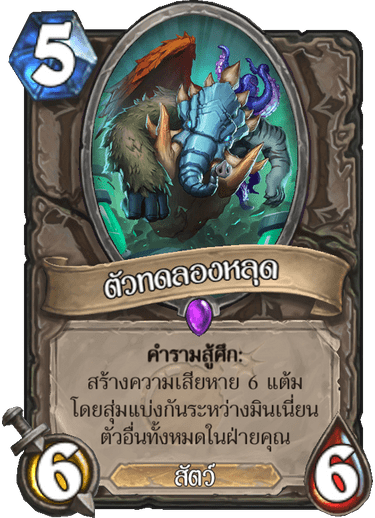 5
ตัวทดลองหลุด
คำรามสู้ศึก:
สร้างความเสียหาย 6 แต้ม
โดยสุ่มแบ่งกันระหว่างมินเนี่ยน
ตัวอื่นทั้งหมดในฝ่ายคุณ
6
สัตว์
6